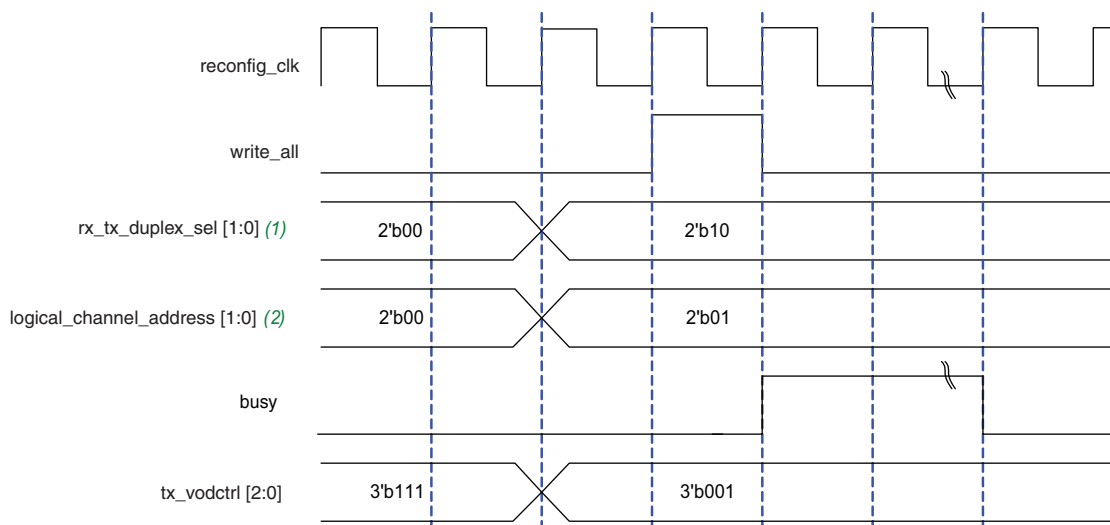 reconfig_clk
write_all
rx_tx_duplex_sel [1:0] (1) 2'b00 2'b10
logical_channel_address [1:0] (2) 2'b00 2'b01
busy
tx_vodctrl [2:0] 3'b111 3'b001